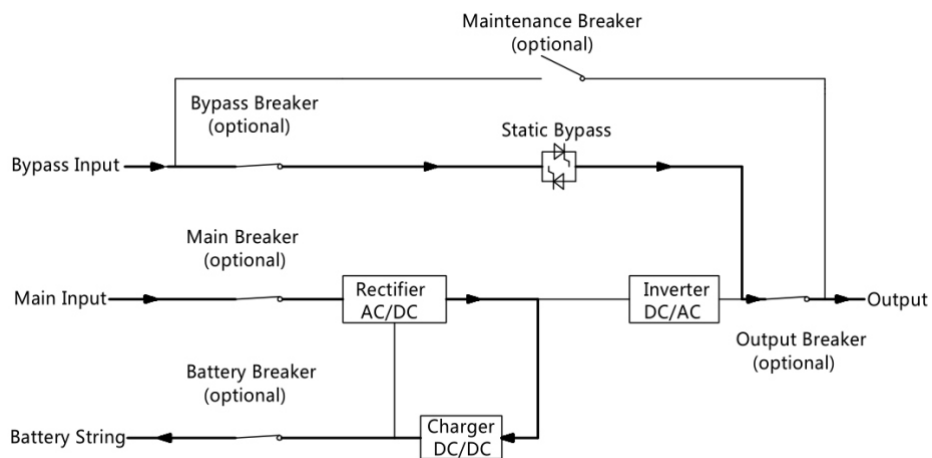 Maintenance Breaker
(optional)
Bypass Breaker
(optional)
Static Bypass
Bypass Input
Main Breaker
(optional)
Main Input
Rectifier
AC/DC
Inverter
DC/AC
Output
Output Breaker
(optional)
Battery Breaker
(optional)
Battery String
Charger
DC/DC